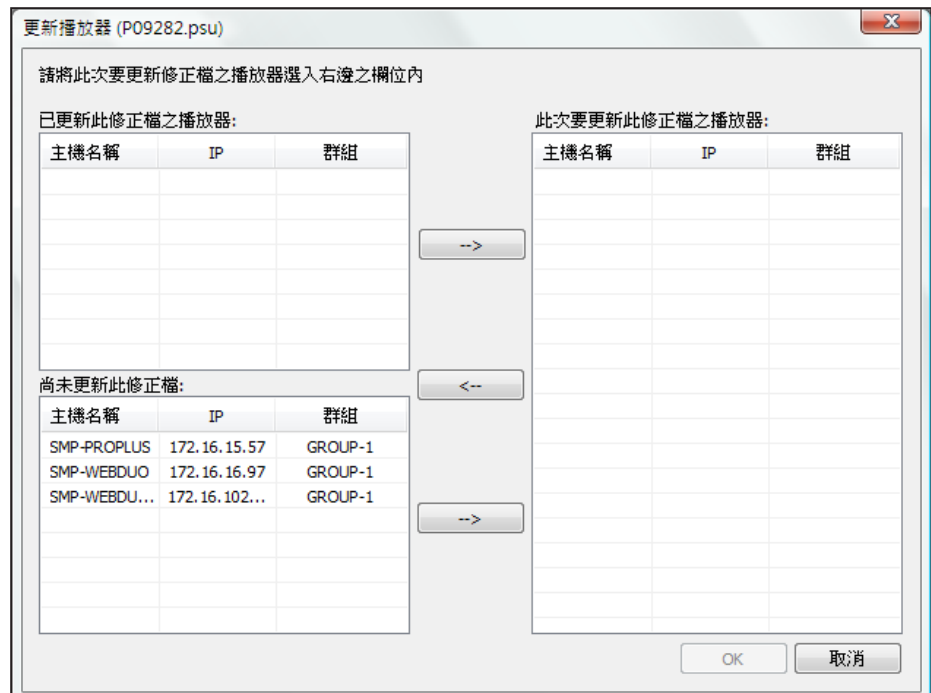 更新播放器 (P09282.psu)
請將此次要更新修正檔之播放器選入右邊之欄位內
已更新此修正檔之播放器:
主機名稱 IP 群組
-->
尚未更新此修正檔:
主機名稱 IP 群組
SMP-PROPLUS 172.16.15.57 GROUP-1
SMP-WEBDUO 172.16.16.97 GROUP-1
SMP-WEBDU... 172.16.102... GROUP-1
<--
-->
此次要更新此修正檔之播放器:
主機名稱 IP 群組
OK 取消